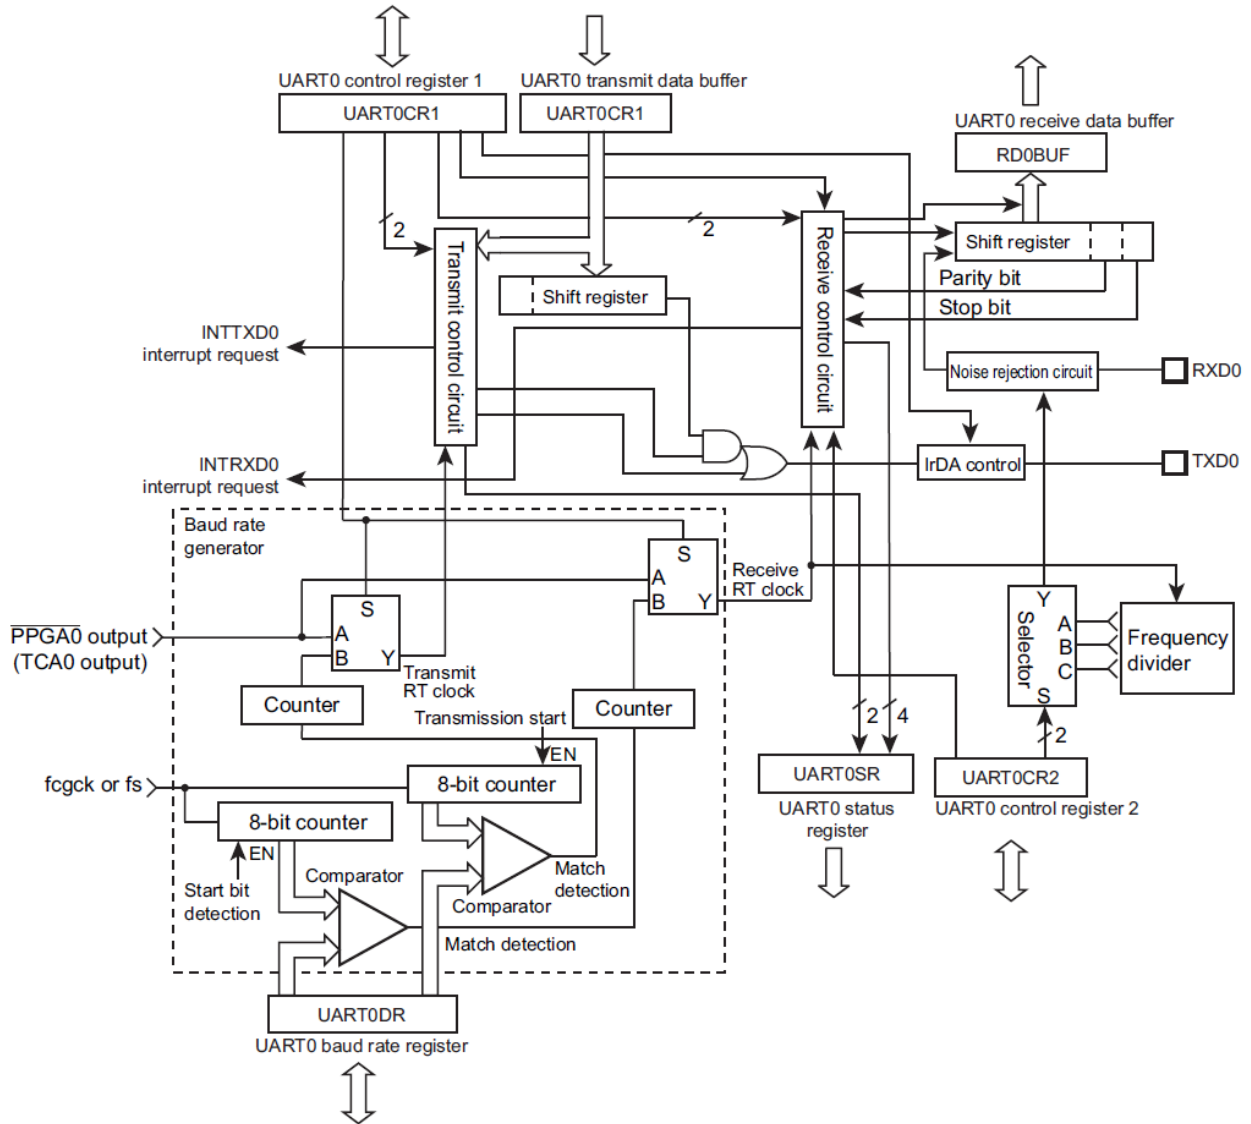 UART0 control register 1
UART0CR1
UART0 transmit data buffer
UART0CR1
UART0 receive data buffer
RD0BUF
2
Transmit control circuit
2
Receive control circuit
Shift register
Shift register
Parity bit
Stop bit
INTTXD0
interrupt request
Noise rejection circuit
RXD0
INTRXD0
interrupt request
IrDA control
TXD0
Baud rate
generator
S
A
B
Y
Receive
RT clock
S
A
B
Y
Transmit
RT clock
PPGA0 output
(TCA0 output)
Y
Selector
A
B
C
S
Frequency
divider
Counter
Counter
Transmission start
EN
2
4
2
fcgck or fs
8-bit counter
8-bit counter
EN
Start bit
detection
Comparator
Comparator
Match
detection
Match detection
UART0SR
UART0 status
register
UART0CR2
UART0 control register 2
UART0DR
UART0 baud rate register